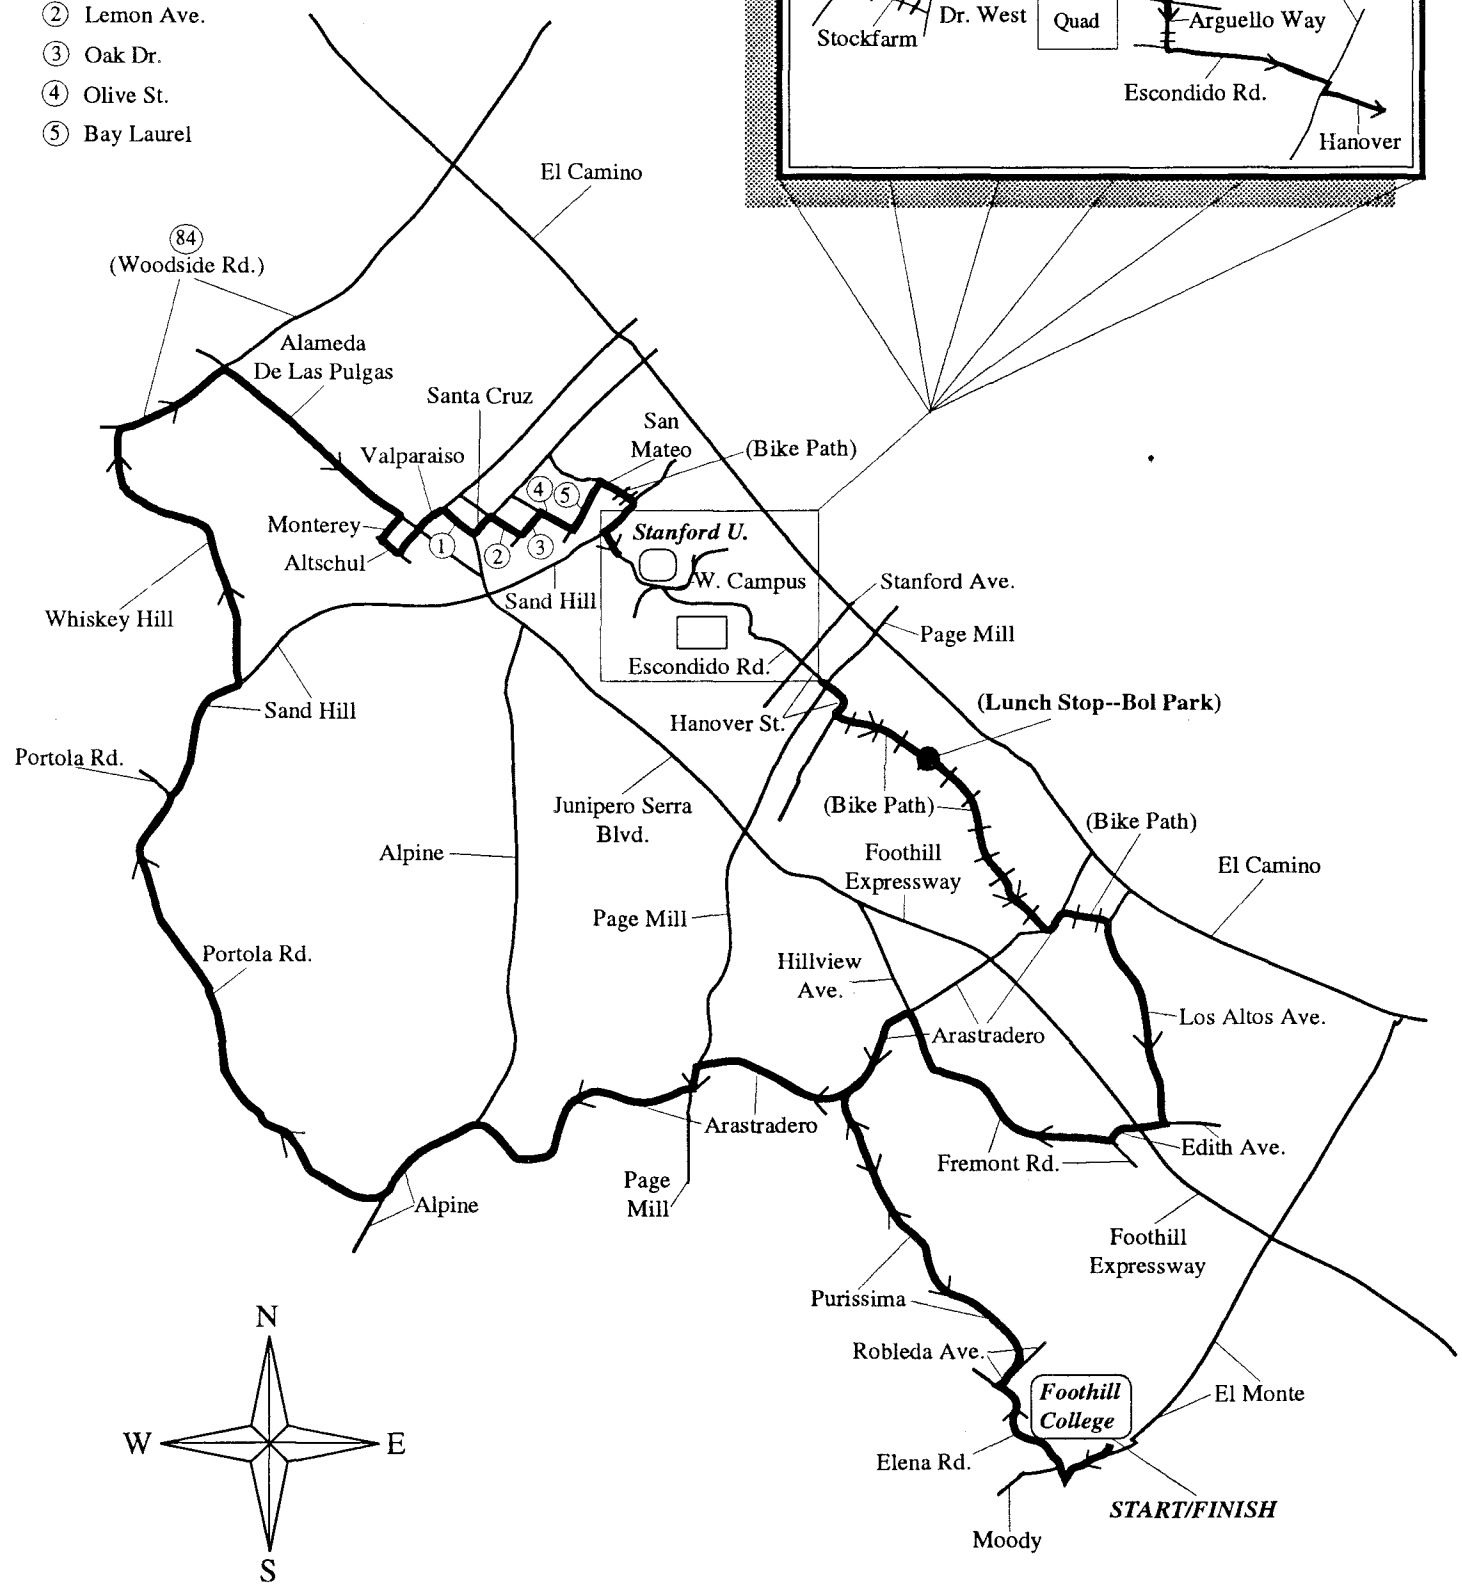 ② Lemon Ave.
③ Oak Dr.
④ Olive St.
⑤ Bay Laurel
Stockfarm
Dr. West
Quad
Arguello Way
Escondido Rd.
Hanover
El Camino
84
(Woodside Rd.)
Alameda
De Las Pulgas
Santa Cruz
San
Mateo
(Bike Path)
Valparaiso
4
5
Monterey
Altschul
1
2
3
Stanford U.
W. Campus
Stanford Ave.
Page Mill
Whiskey Hill
Sand Hill
Escondido Rd.
Sand Hill
Hanover St.
(Lunch Stop--Bol Park)
Portola Rd.
Junipero Serra
Blvd.
(Bike Path)
(Bike Path)
Alpine
Foothill
Expressway
El Camino
Page Mill
Portola Rd.
Hillview
Ave.
Arastradero
Los Altos Ave.
Arastradero
Edith Ave.
Fremont Rd.
Page
Mill
Alpine
Foothill
Expressway
Purissima
Robleda Ave.
Foothill
College
El Monte
Elena Rd.
START/FINISH
Moody
N
W
E
S